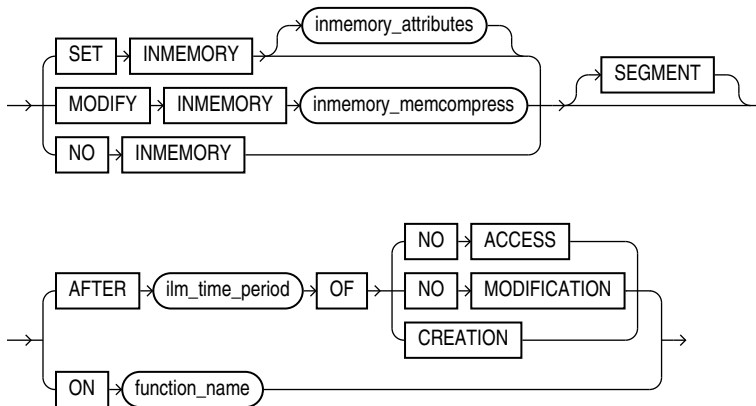 inmemory_attributes
SET INMEMORY
SEGMENT
MODIFY INMEMORY inmemory_memcompress
NO INMEMORY
NO ACCESS
AFTER ilm_time_period OF NO MODIFICATION
CREATION
ON function_name